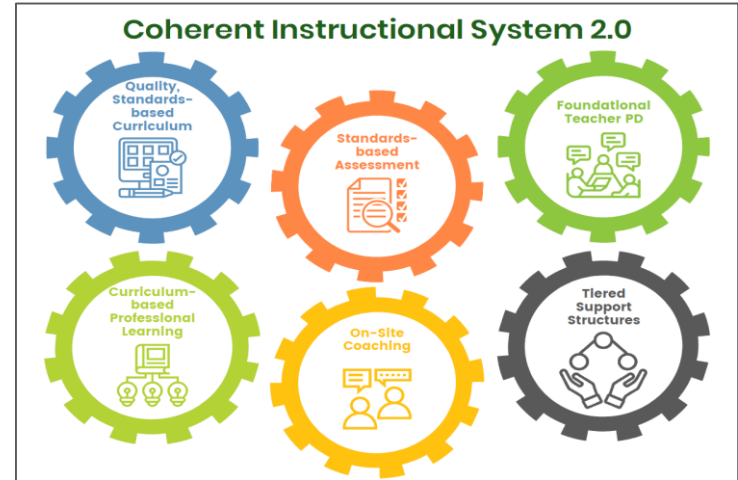 Coherent Instructional System 2.0
Quality,
Standards-
based
Curriculum
Standards-
based
Assessment
Foundational
Teacher PD
Curriculum-
based
Professional
Learning
On-Site
Coaching
Tiered
Support
Structures